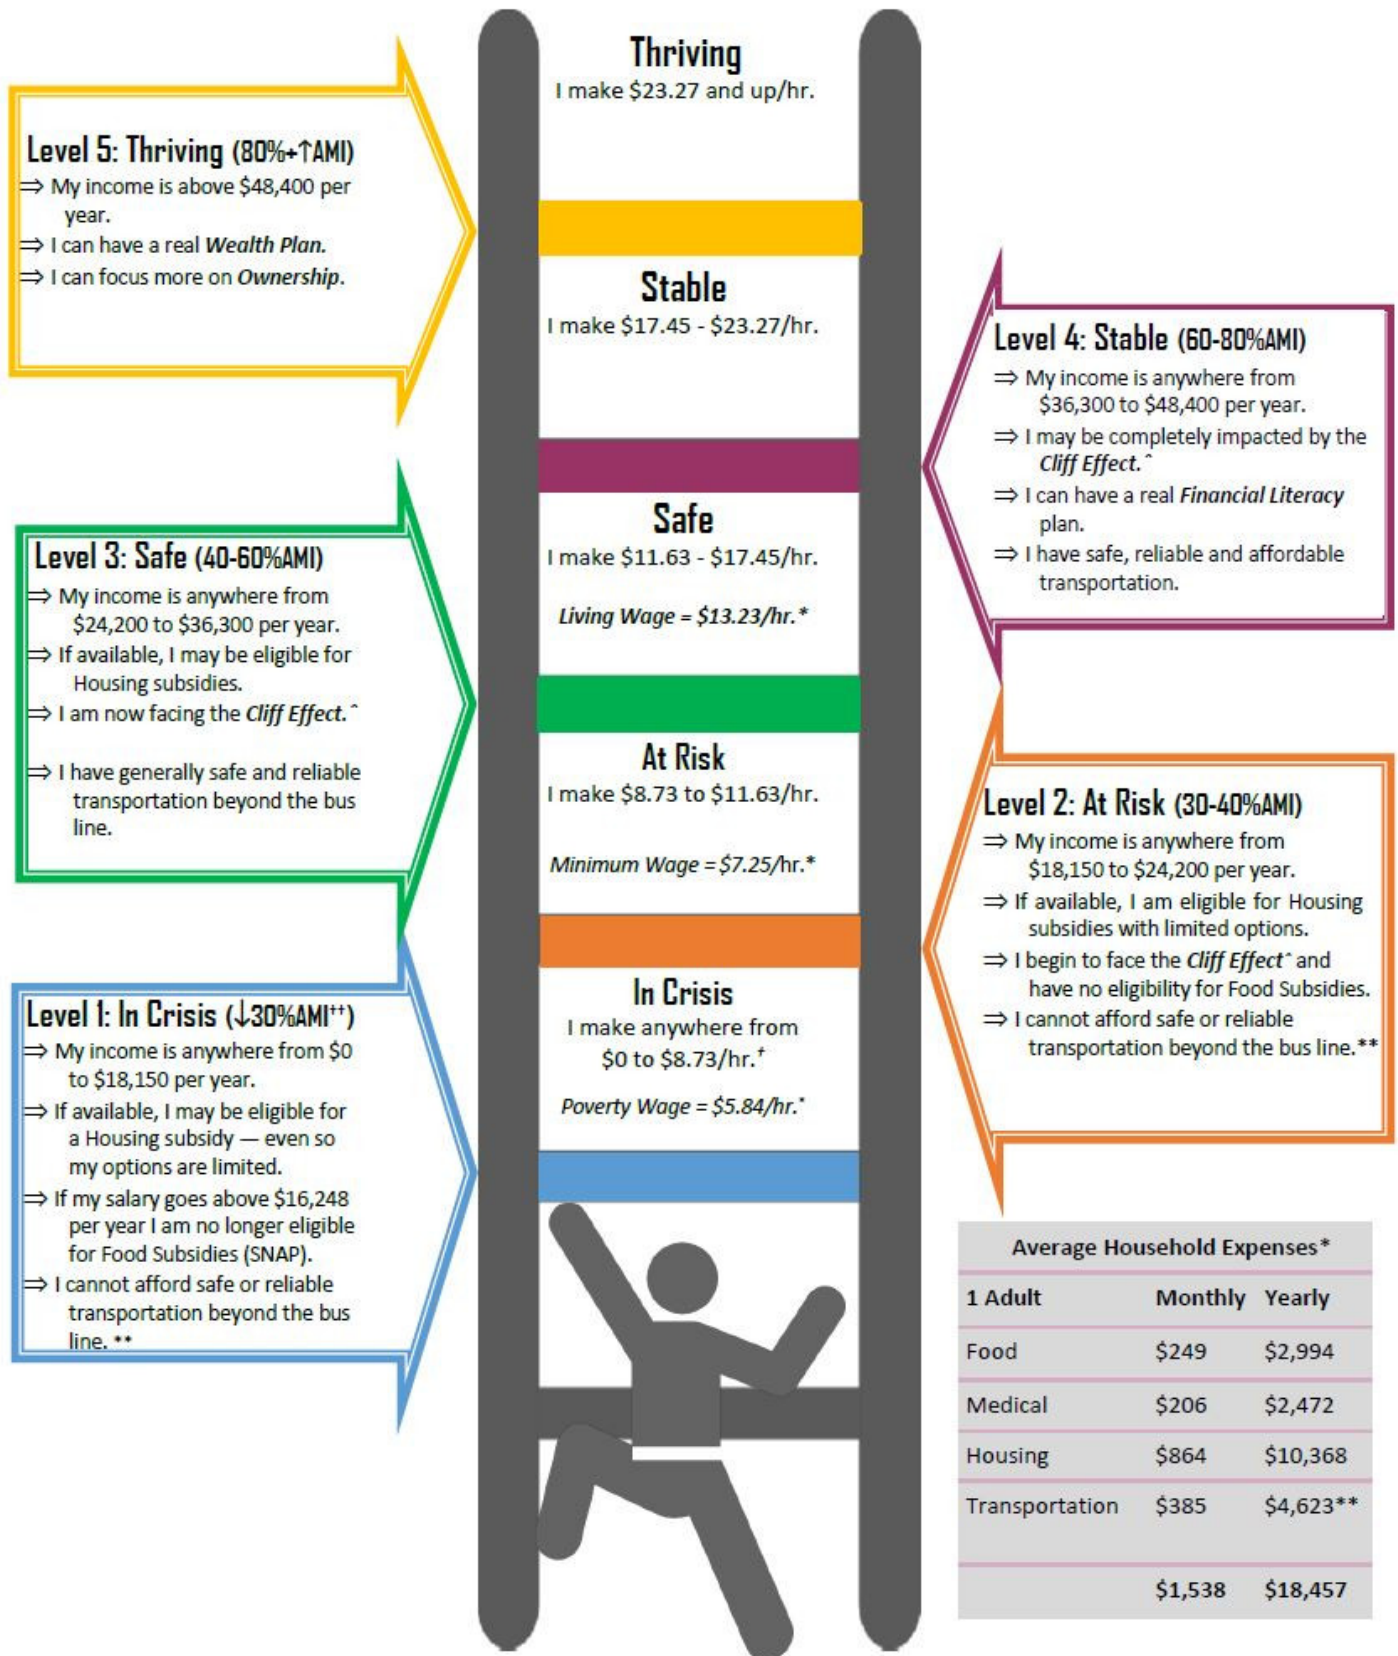 Thriving
I make $23.27 and up/hr.
Level 5: Thriving (80%+↑AMI)
⇒ My income is above $48,400 per
year.
⇒ I can have a real Wealth Plan.
⇒ I can focus more on Ownership.
Stable
I make $17.45 - $23.27/hr.
Level 4: Stable (60-80%AMI)
⇒ My income is anywhere from
$36,300 to $48,400 per year.
⇒ I may be completely impacted by the
Cliff Effect.^
⇒ I can have a real Financial Literacy
plan.
⇒ I have safe, reliable and affordable
transportation.
Safe
I make $11.63 - $17.45/hr.
Living Wage = $13.23/hr.*
Level 3: Safe (40-60%AMI)
⇒ My income is anywhere from
$24,200 to $36,300 per year.
⇒ If available, I may be eligible for
Housing subsidies.
⇒ I am now facing the Cliff Effect.^
⇒ I have generally safe and reliable
transportation beyond the bus
line.
At Risk
I make $8.73 to $11.63/hr.
Minimum Wage = $7.25/hr.*
Level 2: At Risk (30-40%AMI)
⇒ My income is anywhere from
$18,150 to $24,200 per year.
⇒ If available, I am eligible for Housing
subsidies with limited options.
⇒ I begin to face the Cliff Effect^ and
have no eligibility for Food Subsidies.
⇒ I cannot afford safe or reliable
transportation beyond the bus line.**
In Crisis
I make anywhere from
$0 to $8.73/hr.†
Poverty Wage = $5.84/hr.*
Level 1: In Crisis (↓30%AMI++)
⇒ My income is anywhere from $0
to $18,150 per year.
⇒ If available, I may be eligible for
a Housing subsidy — even so
my options are limited.
⇒ If my salary goes above $16,248
per year I am no longer eligible
for Food Subsidies (SNAP).
⇒ I cannot afford safe or reliable
transportation beyond the bus
line. **
Average Household Expenses*
1 Adult Monthly Yearly
Food $249 $2,994
Medical $206 $2,472
Housing $864 $10,368
Transportation $385 $4,623**
$1,538 $18,457